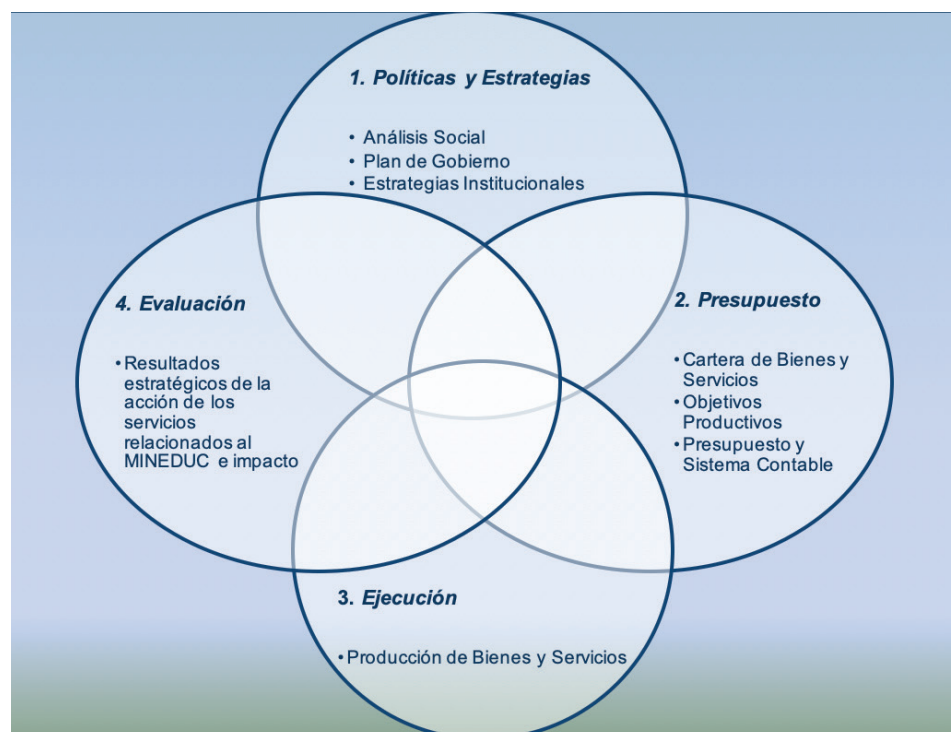 1. Políticas y Estrategias
• Análisis Social
• Plan de Gobierno
• Estrategias Institucionales
2. Presupuesto
• Cartera de Bienes y
Servicios
• Objetivos
Productivos
• Presupuesto y
Sistema Contable
3. Ejecución
• Producción de Bienes y Servicios
4. Evaluación
• Resultados
estratégicos de la
acción de los
servicios
relacionados al
MINEDUC e impacto